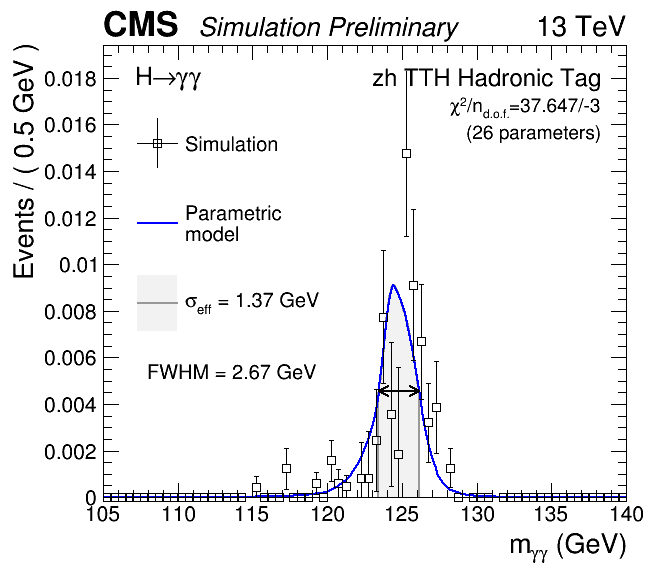 CMS Simulation Preliminary 13 TeV
H→γγ
zh TTH Hadronic Tag
χ²/n_d.o.f.=37.647/-3
(26 parameters)
Simulation
Parametric
model
σ_eff = 1.37 GeV
FWHM = 2.67 GeV
Events / ( 0.5 GeV )
0.018
0.016
0.014
0.012
0.01
0.008
0.006
0.004
0.002
0
105 110 115 120 125 130 135 140
m_γγ (GeV)